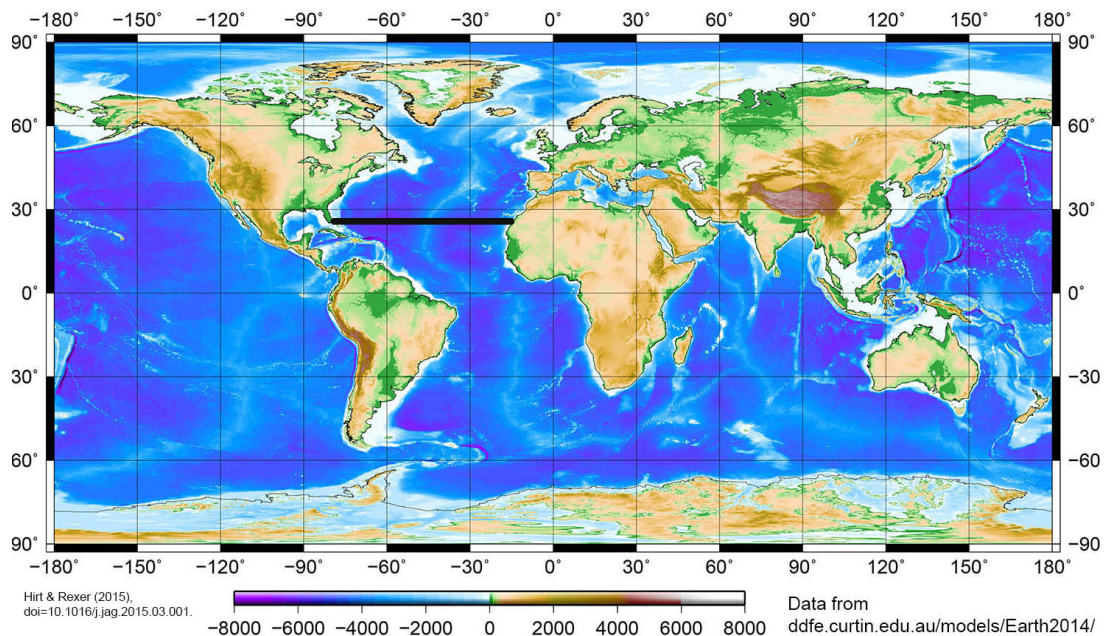 −180° −150° −120° −90° −60° −30° 0° 30° 60° 90° 120° 150° 180°
90° 90°
60° 60°
30° 30°
0° 0°
30° −30°
60° −60°
90° −90
−180° −150° −120° −90° −60° −30° 0° 30° 60° 90° 120° 150° 180°
Hirt & Rexer (2015),
doi=10.1016/j.jag.2015.03.001.
−8000 −6000 −4000 −2000 0 2000 4000 6000 8000
Data from
ddfe.curtin.edu.au/models/Earth2014/